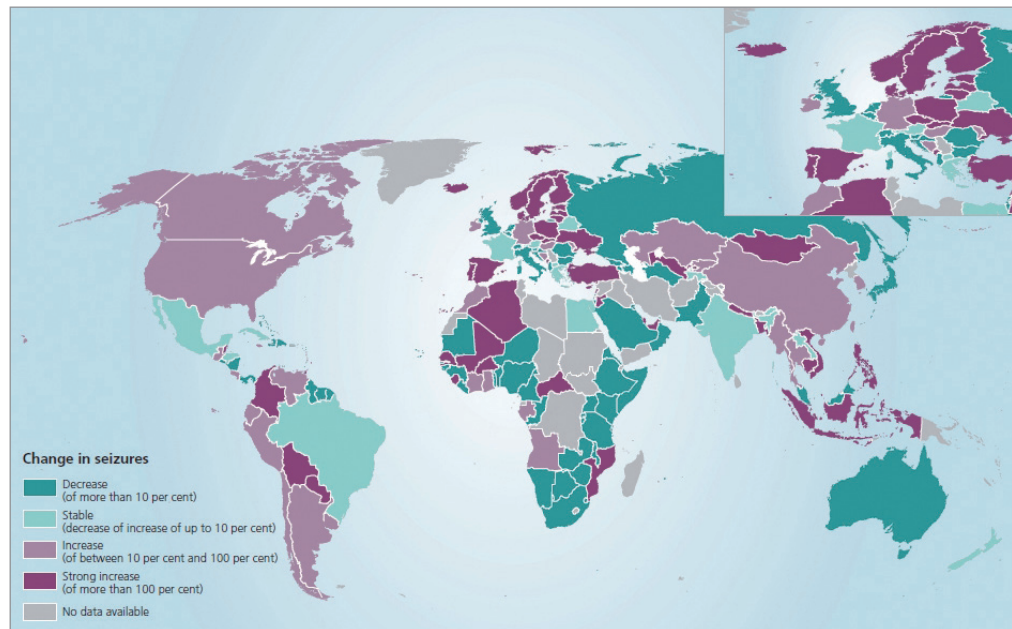 Change in seizures
Decrease
(of more than 10 per cent)
Stable
(decrease of increase of up to 10 per cent)
Increase
(of between 10 per cent and 100 per cent)
Strong increase
(of more than 100 per cent)
No data available